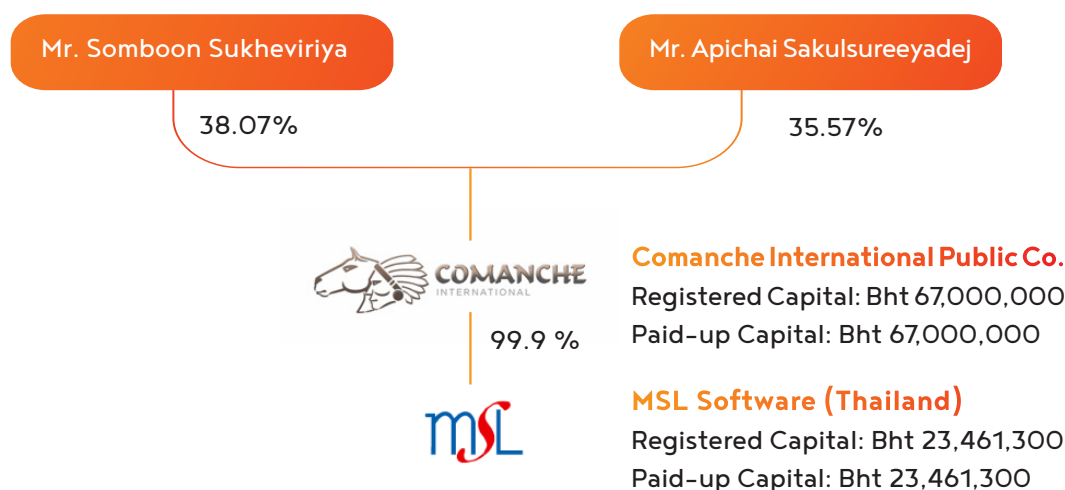 Mr. Somboon Sukheviriya
Mr. Apichai Sakulsureeyadej
38.07%
35.57%
COMANCHE
INTERNATIONAL
Comanche International Public Co.
Registered Capital: Bht 67,000,000
Paid-up Capital: Bht 67,000,000
99.9 %
msL
MSL Software (Thailand)
Registered Capital: Bht 23,461,300
Paid-up Capital: Bht 23,461,300